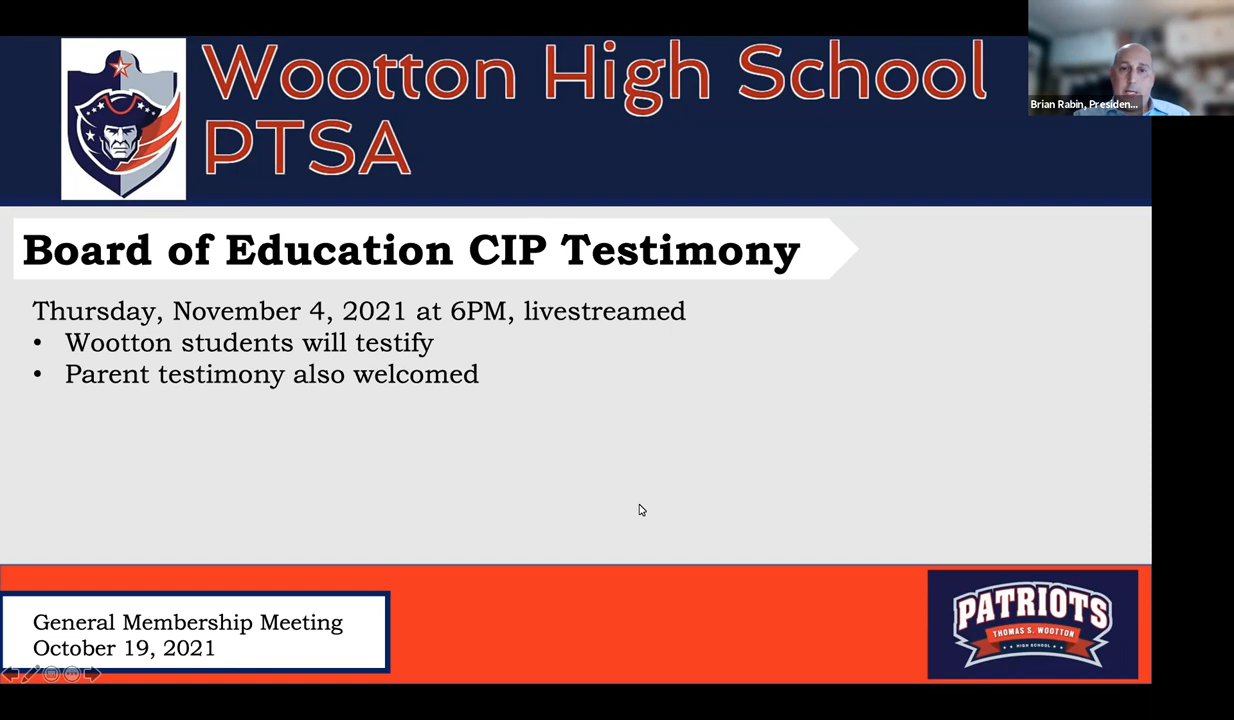 Wootton High School
PTSA
Brian Rabin, Presiden...
Board of Education CIP Testimony
Thursday, November 4, 2021 at 6PM, livestreamed
• Wootton students will testify
• Parent testimony also welcomed
General Membership Meeting
October 19, 2021
PATRIOTS
THOMAS S. WOOTTON
HIGH SCHOOL